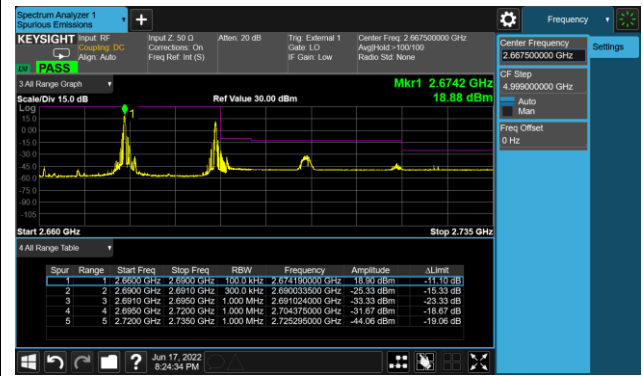 Spectrum Analyzer 1
Spurious Emissions
Frequency
KEYSIGHT
Input: RF
Coupling: DC
Align: Auto
Input Z: 50 Ω
Corrections: On
Freq Ref: Int (S)
Atten: 20 dB
Trig: External 1
Gate: LO
IF Gain: Low
Center Freq: 2.667500000 GHz
Avg|Hold:>100/100
Radio Std: None
PASS
Center Frequency
2.667500000 GHz
Settings
CF Step
4.999000000 GHz
Auto
Man
Freq Offset
0 Hz
3 All Range Graph
Mkr1 2.6742 GHz
18.88 dBm
Scale/Div 15.0 dB
Ref Value 30.00 dBm
Log
1
15.0
0.00
-15.0
-30.0
-45.0
-60.0
-75.0
-90.0
-105
Start 2.660 GHz
Stop 2.735 GHz
4 All Range Table
Spur Range Start Freq Stop Freq RBW Frequency Amplitude ΔLimit
1 1 2.6600 GHz 2.6900 GHz 100.0 kHz 2.674190000 GHz 18.90 dBm -11.10 dB
2 2 2.6900 GHz 2.6910 GHz 300.0 kHz 2.690033500 GHz -25.33 dBm -15.33 dB
3 3 2.6910 GHz 2.6950 GHz 1.000 MHz 2.691024000 GHz -33.33 dBm -23.33 dB
4 4 2.6950 GHz 2.7200 GHz 1.000 MHz 2.704375000 GHz -31.67 dBm -18.67 dB
5 5 2.7200 GHz 2.7350 GHz 1.000 MHz 2.725295000 GHz -44.06 dBm -19.06 dB
?
Jun 17, 2022
8:24:34 PM